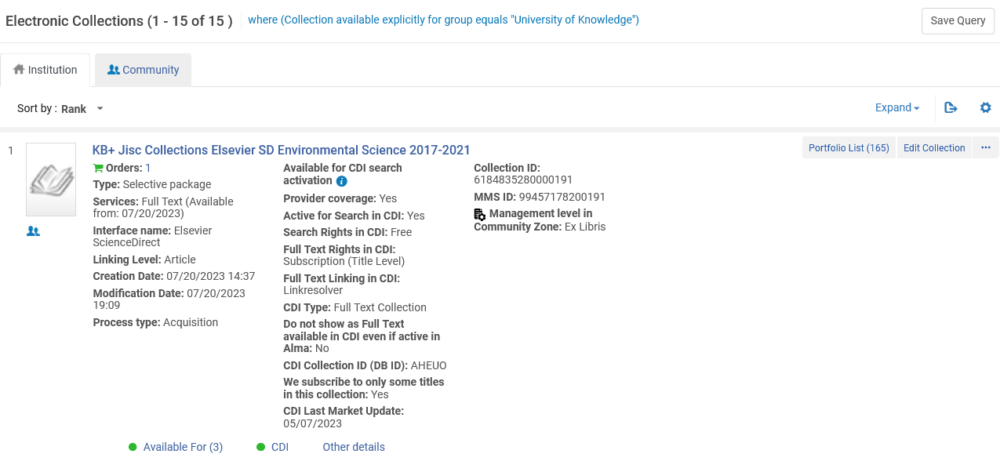 Electronic Collections (1 - 15 of 15 )
where (Collection available explicitly for group equals "University of Knowledge")
Save Query
Institution
Community
Sort by : Rank
Expand
1
KB+ Jisc Collections Elsevier SD Environmental Science 2017-2021
Portfolio List (165)
Edit Collection
...
Orders: 1
Type: Selective package
Services: Full Text (Available
from: 07/20/2023)
Interface name: Elsevier
ScienceDirect
Linking Level: Article
Creation Date: 07/20/2023 14:37
Modification Date: 07/20/2023
19:09
Process type: Acquisition
Available for CDI search
activation i
Provider coverage: Yes
Active for Search in CDI: Yes
Search Rights in CDI: Free
Full Text Rights in CDI:
Subscription (Title Level)
Full Text Linking in CDI:
Linkresolver
CDI Type: Full Text Collection
Do not show as Full Text
available in CDI even if active in
Alma: No
CDI Collection ID (DB ID): AHEUO
We subscribe to only some titles
in this collection: Yes
CDI Last Market Update:
05/07/2023
Collection ID:
6184835280000191
MMS ID: 99457178200191
Management level in
Community Zone: Ex Libris
Available For (3)
CDI
Other details